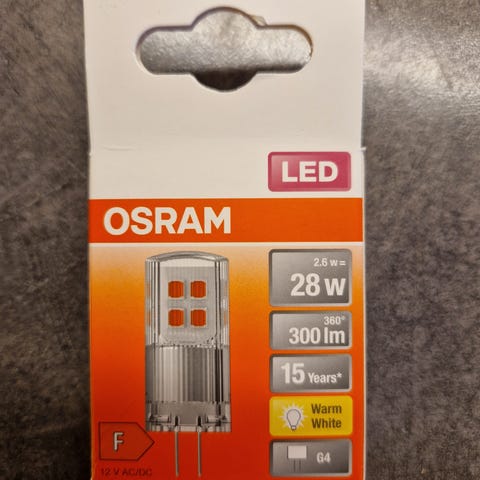 LED
OSRAM
2.6 w=
28 w
360°
300 lm
15 Years*
Warm
White
G4
F
12 V AC/DC